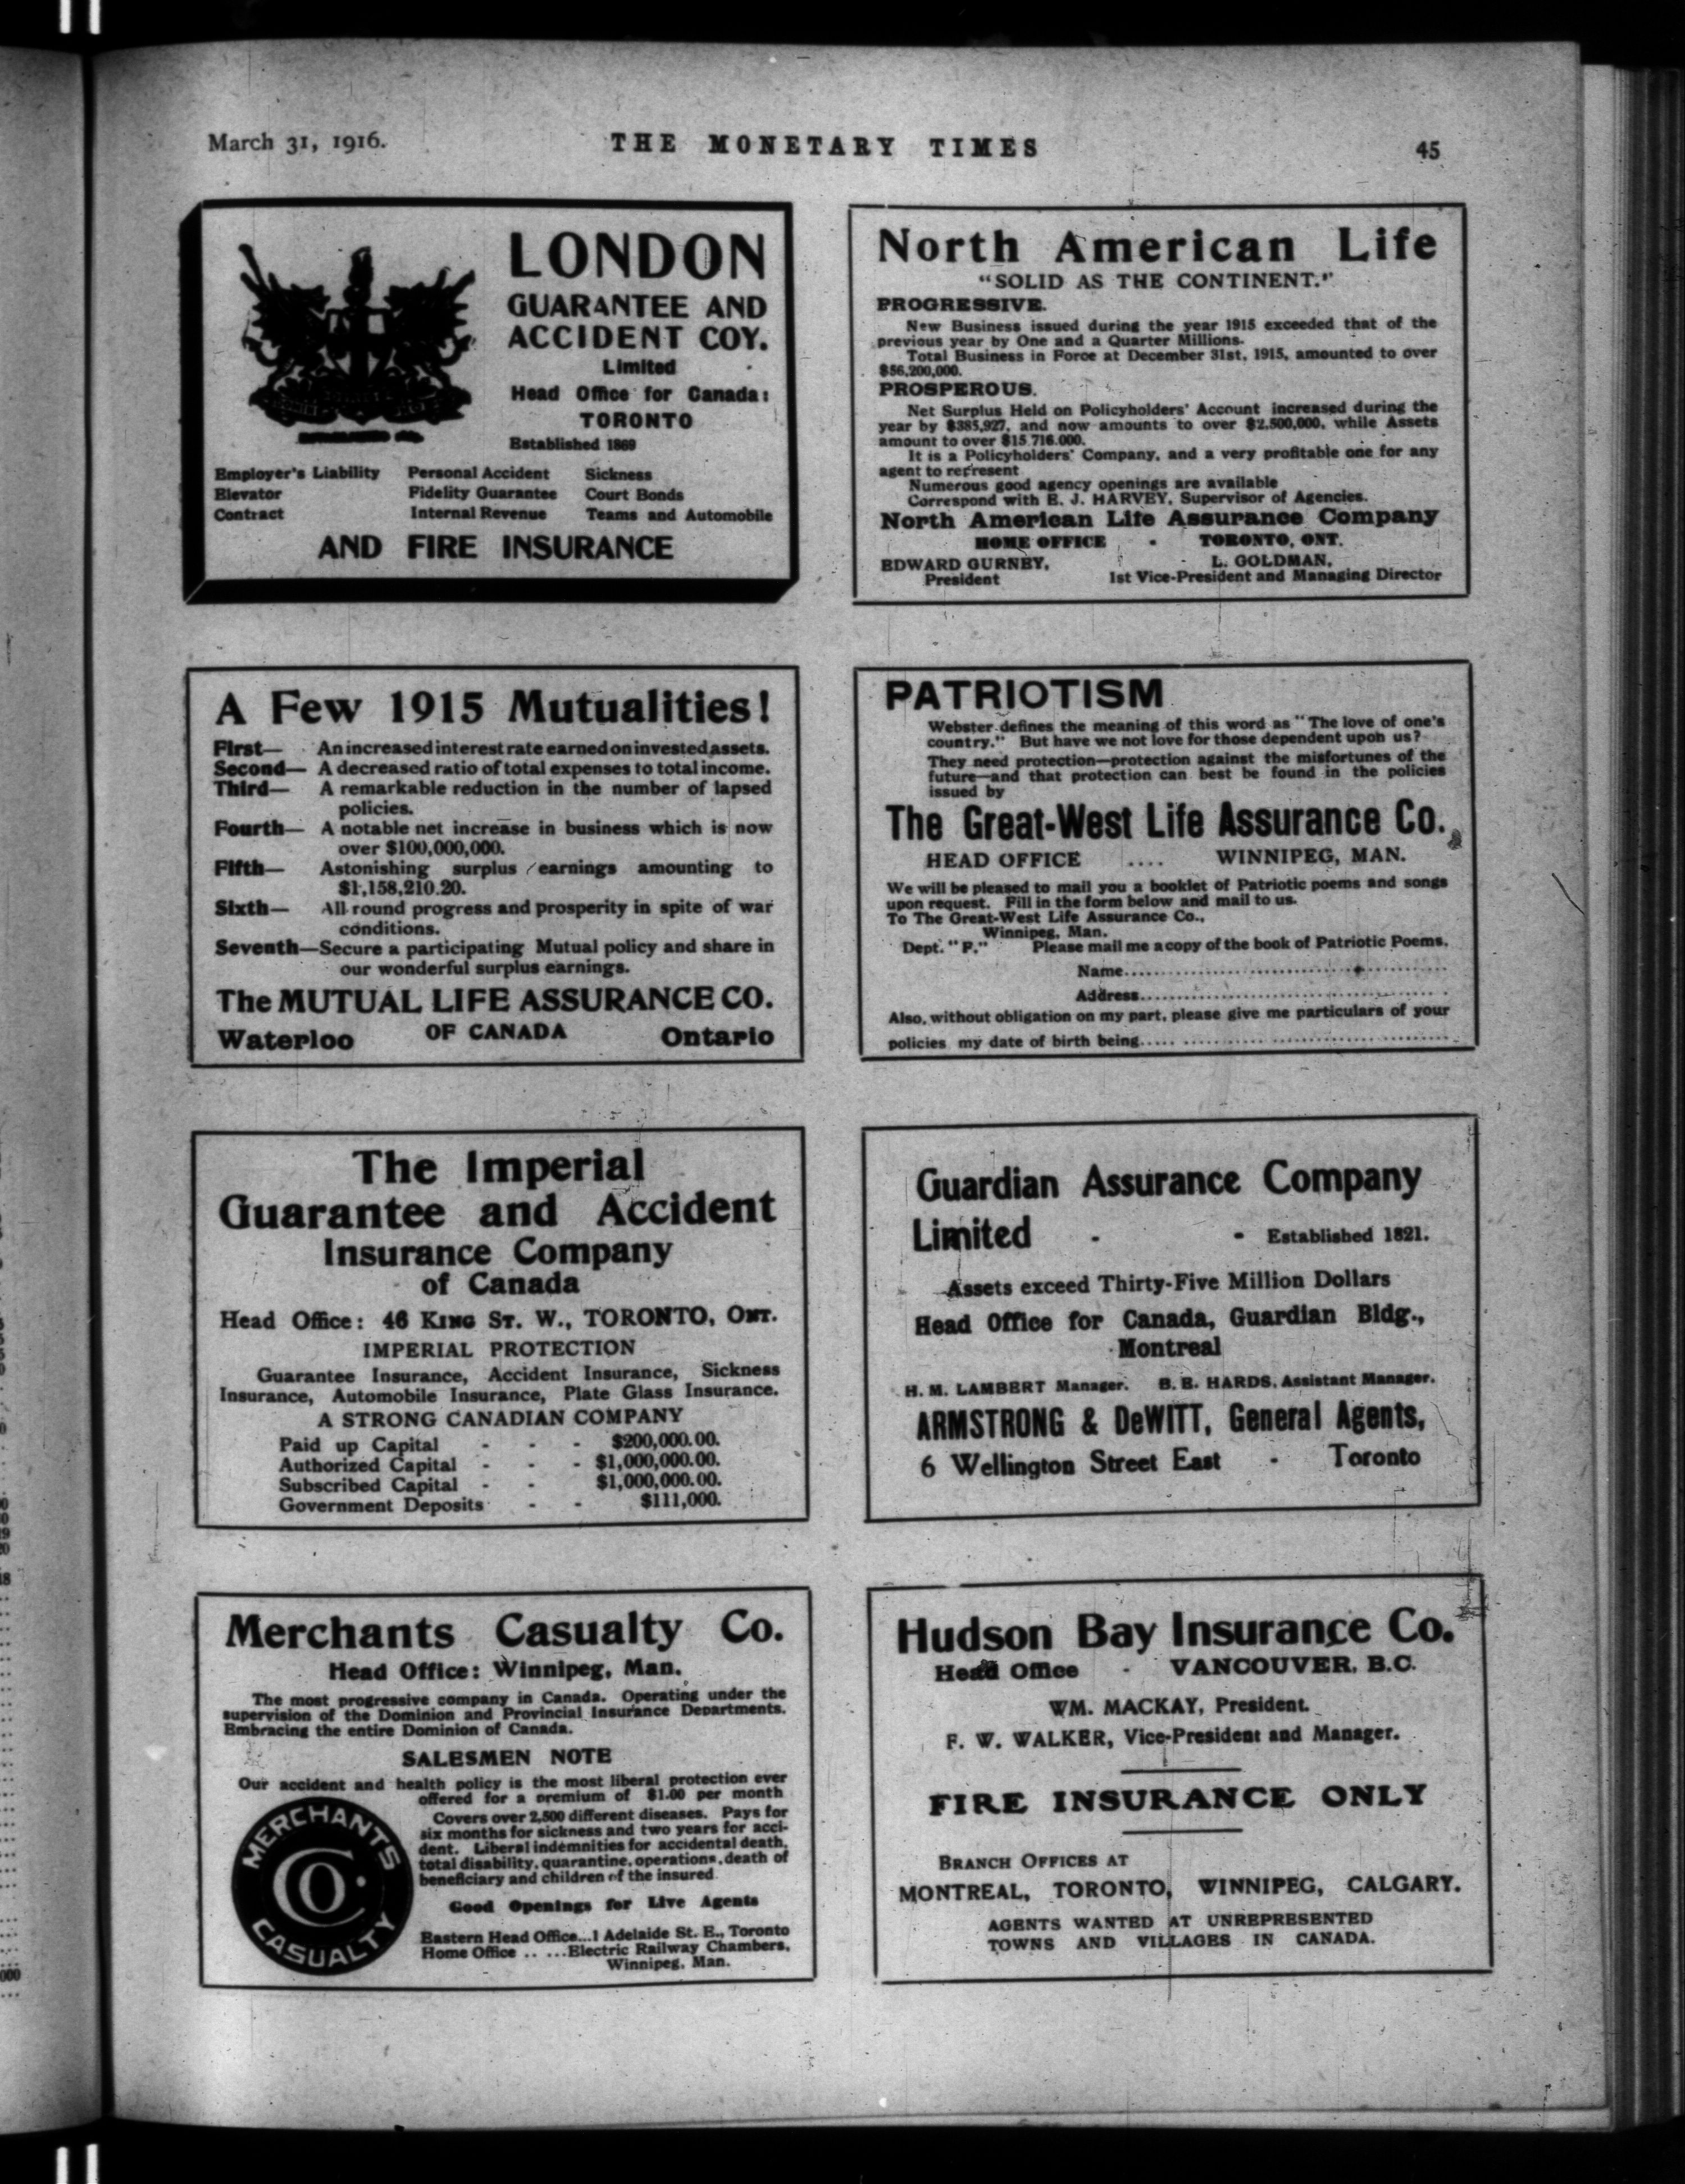 March 31, 1916.
THE MONETARY TIMES
45
LONDON
GUARANTEE AND
ACCIDENT COY.
Limited
Head Office for Canada:
TORONTO
Established 1869
Employer's Liability Personal Accident Sickness
Elevator Fidelity Guarantee Court Bonds
Contract Internal Revenue Teams and Automobile
AND FIRE INSURANCE
North American Life
"SOLID AS THE CONTINENT."
PROGRESSIVE.
New Business issued during the year 1915 exceeded that of the
previous year by One and a Quarter Millions.
Total Business in Force at December 31st, 1915, amounted to over
$56,200,000.
PROSPEROUS.
Net Surplus Held on Policyholders' Account increased during the
year by $385,927, and now amounts to over $2,500,000, while Assets
amount to over $15,716,000.
It is a Policyholders' Company, and a very profitable one for any
agent to represent
Numerous good agency openings are available
Correspond with E. J. HARVEY, Supervisor of Agencies.
North American Life Assurance Company
HOME OFFICE - TORONTO, ONT.
EDWARD GURNEY, L. GOLDMAN,
President 1st Vice-President and Managing Director
A Few 1915 Mutualities!
First— An increased interest rate earned on invested assets.
Second— A decreased ratio of total expenses to total income.
Third— A remarkable reduction in the number of lapsed
policies.
Fourth— A notable net increase in business which is now
over $100,000,000.
Fifth— Astonishing surplus earnings amounting to
$1,158,210.20.
Sixth— All round progress and prosperity in spite of war
conditions.
Seventh—Secure a participating Mutual policy and share in
our wonderful surplus earnings.
The MUTUAL LIFE ASSURANCE CO.
Waterloo OF CANADA Ontario
PATRIOTISM
Webster defines the meaning of this word as "The love of one's
country." But have we not love for those dependent upon us?
They need protection—protection against the misfortunes of the
future—and that protection can best be found in the policies
issued by
The Great-West Life Assurance Co.
HEAD OFFICE .... WINNIPEG, MAN.
We will be pleased to mail you a booklet of Patriotic poems and songs
upon request. Fill in the form below and mail to us.
To The Great-West Life Assurance Co.,
Winnipeg, Man.
Dept. "P." Please mail me a copy of the book of Patriotic Poems.
Name
Address
Also, without obligation on my part, please give me particulars of your
policies my date of birth being
The Imperial
Guarantee and Accident
Insurance Company
of Canada
Head Office: 46 KING ST. W., TORONTO, ONT.
IMPERIAL PROTECTION
Guarantee Insurance, Accident Insurance, Sickness
Insurance, Automobile Insurance, Plate Glass Insurance.
A STRONG CANADIAN COMPANY
Paid up Capital - - - $200,000.00.
Authorized Capital - - - $1,000,000.00.
Subscribed Capital - - $1,000,000.00.
Government Deposits - - $111,000.
Guardian Assurance Company
Limited - - Established 1821.
Assets exceed Thirty-Five Million Dollars
Head Office for Canada, Guardian Bldg.,
Montreal
H. M. LAMBERT Manager. B. E. HARDS, Assistant Manager.
ARMSTRONG & DeWITT, General Agents,
6 Wellington Street East - Toronto
Merchants Casualty Co.
Head Office: Winnipeg, Man.
The most progressive company in Canada. Operating under the
supervision of the Dominion and Provincial Insurance Departments.
Embracing the entire Dominion of Canada.
SALESMEN NOTE
Our accident and health policy is the most liberal protection ever
offered for a premium of $1.00 per month
Covers over 2,500 different diseases. Pays for
six months for sickness and two years for acci-
dent. Liberal indemnities for accidental death,
total disability, quarantine, operations, death of
beneficiary and children of the insured
Good Openings for Live Agents
Eastern Head Office...1 Adelaide St. E., Toronto
Home Office .. ...Electric Railway Chambers,
Winnipeg, Man.
MERCHANTS
CO.
CASUALTY
Hudson Bay Insurance Co.
Head Office - VANCOUVER, B.C.
WM. MACKAY, President.
F. W. WALKER, Vice-President and Manager.
FIRE INSURANCE ONLY
BRANCH OFFICES AT
MONTREAL, TORONTO, WINNIPEG, CALGARY.
AGENTS WANTED AT UNREPRESENTED
TOWNS AND VILLAGES IN CANADA.